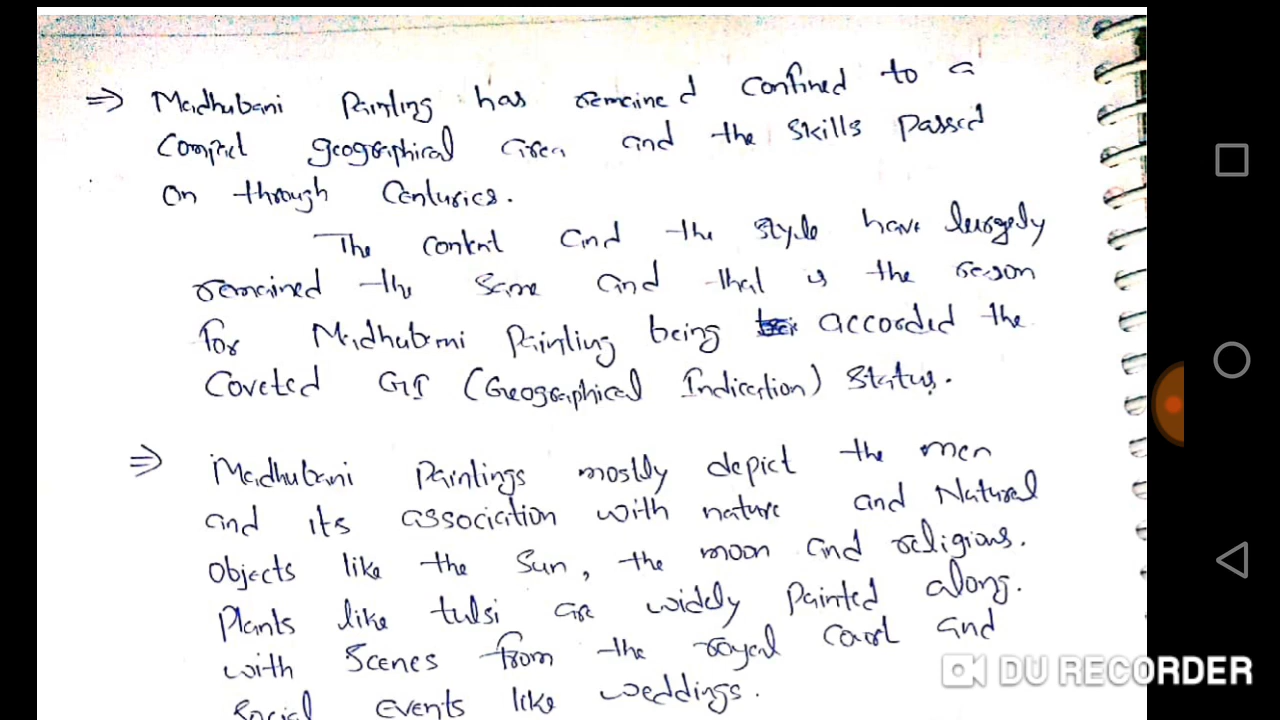 ⇒ Madhubani Painting has remained confined to a
Compact geographical area and the skills passed
on through Centuries.
The content and the style have largely
remained the same and that is the reason
for Madhubani Painting being accorded the
Coveted GI (Geographical Indication) Status.
⇒ Madhubani Paintings mostly depict the men
and its association with nature and Natural
objects like the Sun, the moon and religious.
Plants like tulsi are widely painted along.
with Scenes from the royal court and
Social events like weddings.
DU RECORDER